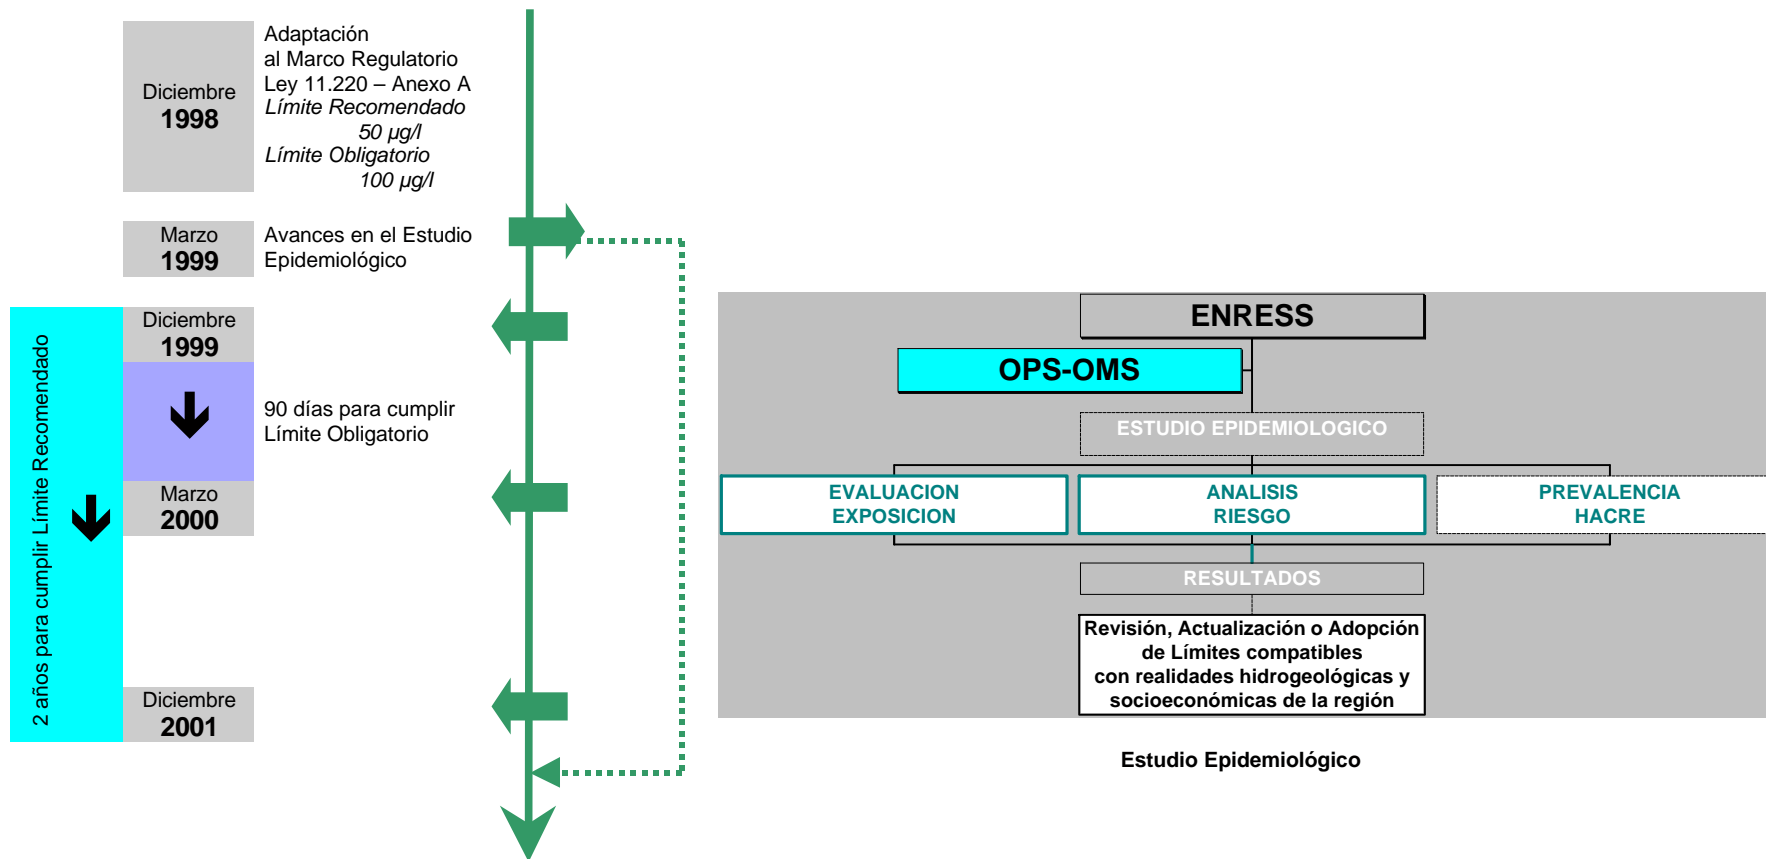 Diciembre
1998
Adaptación
al Marco Regulatorio
Ley 11.220 – Anexo A
Límite Recomendado
50 µg/l
Límite Obligatorio
100 µg/l
Marzo
1999
Avances en el Estudio
Epidemiológico
2 años para cumplir Límite Recomendado
Diciembre
1999
90 días para cumplir
Límite Obligatorio
Marzo
2000
Diciembre
2001
ENRESS
OPS-OMS
ESTUDIO EPIDEMIOLOGICO
EVALUACION
EXPOSICION
ANALISIS
RIESGO
PREVALENCIA
HACRE
RESULTADOS
Revisión, Actualización o Adopción
de Límites compatibles
con realidades hidrogeológicas y
socioeconómicas de la región
Estudio Epidemiológico